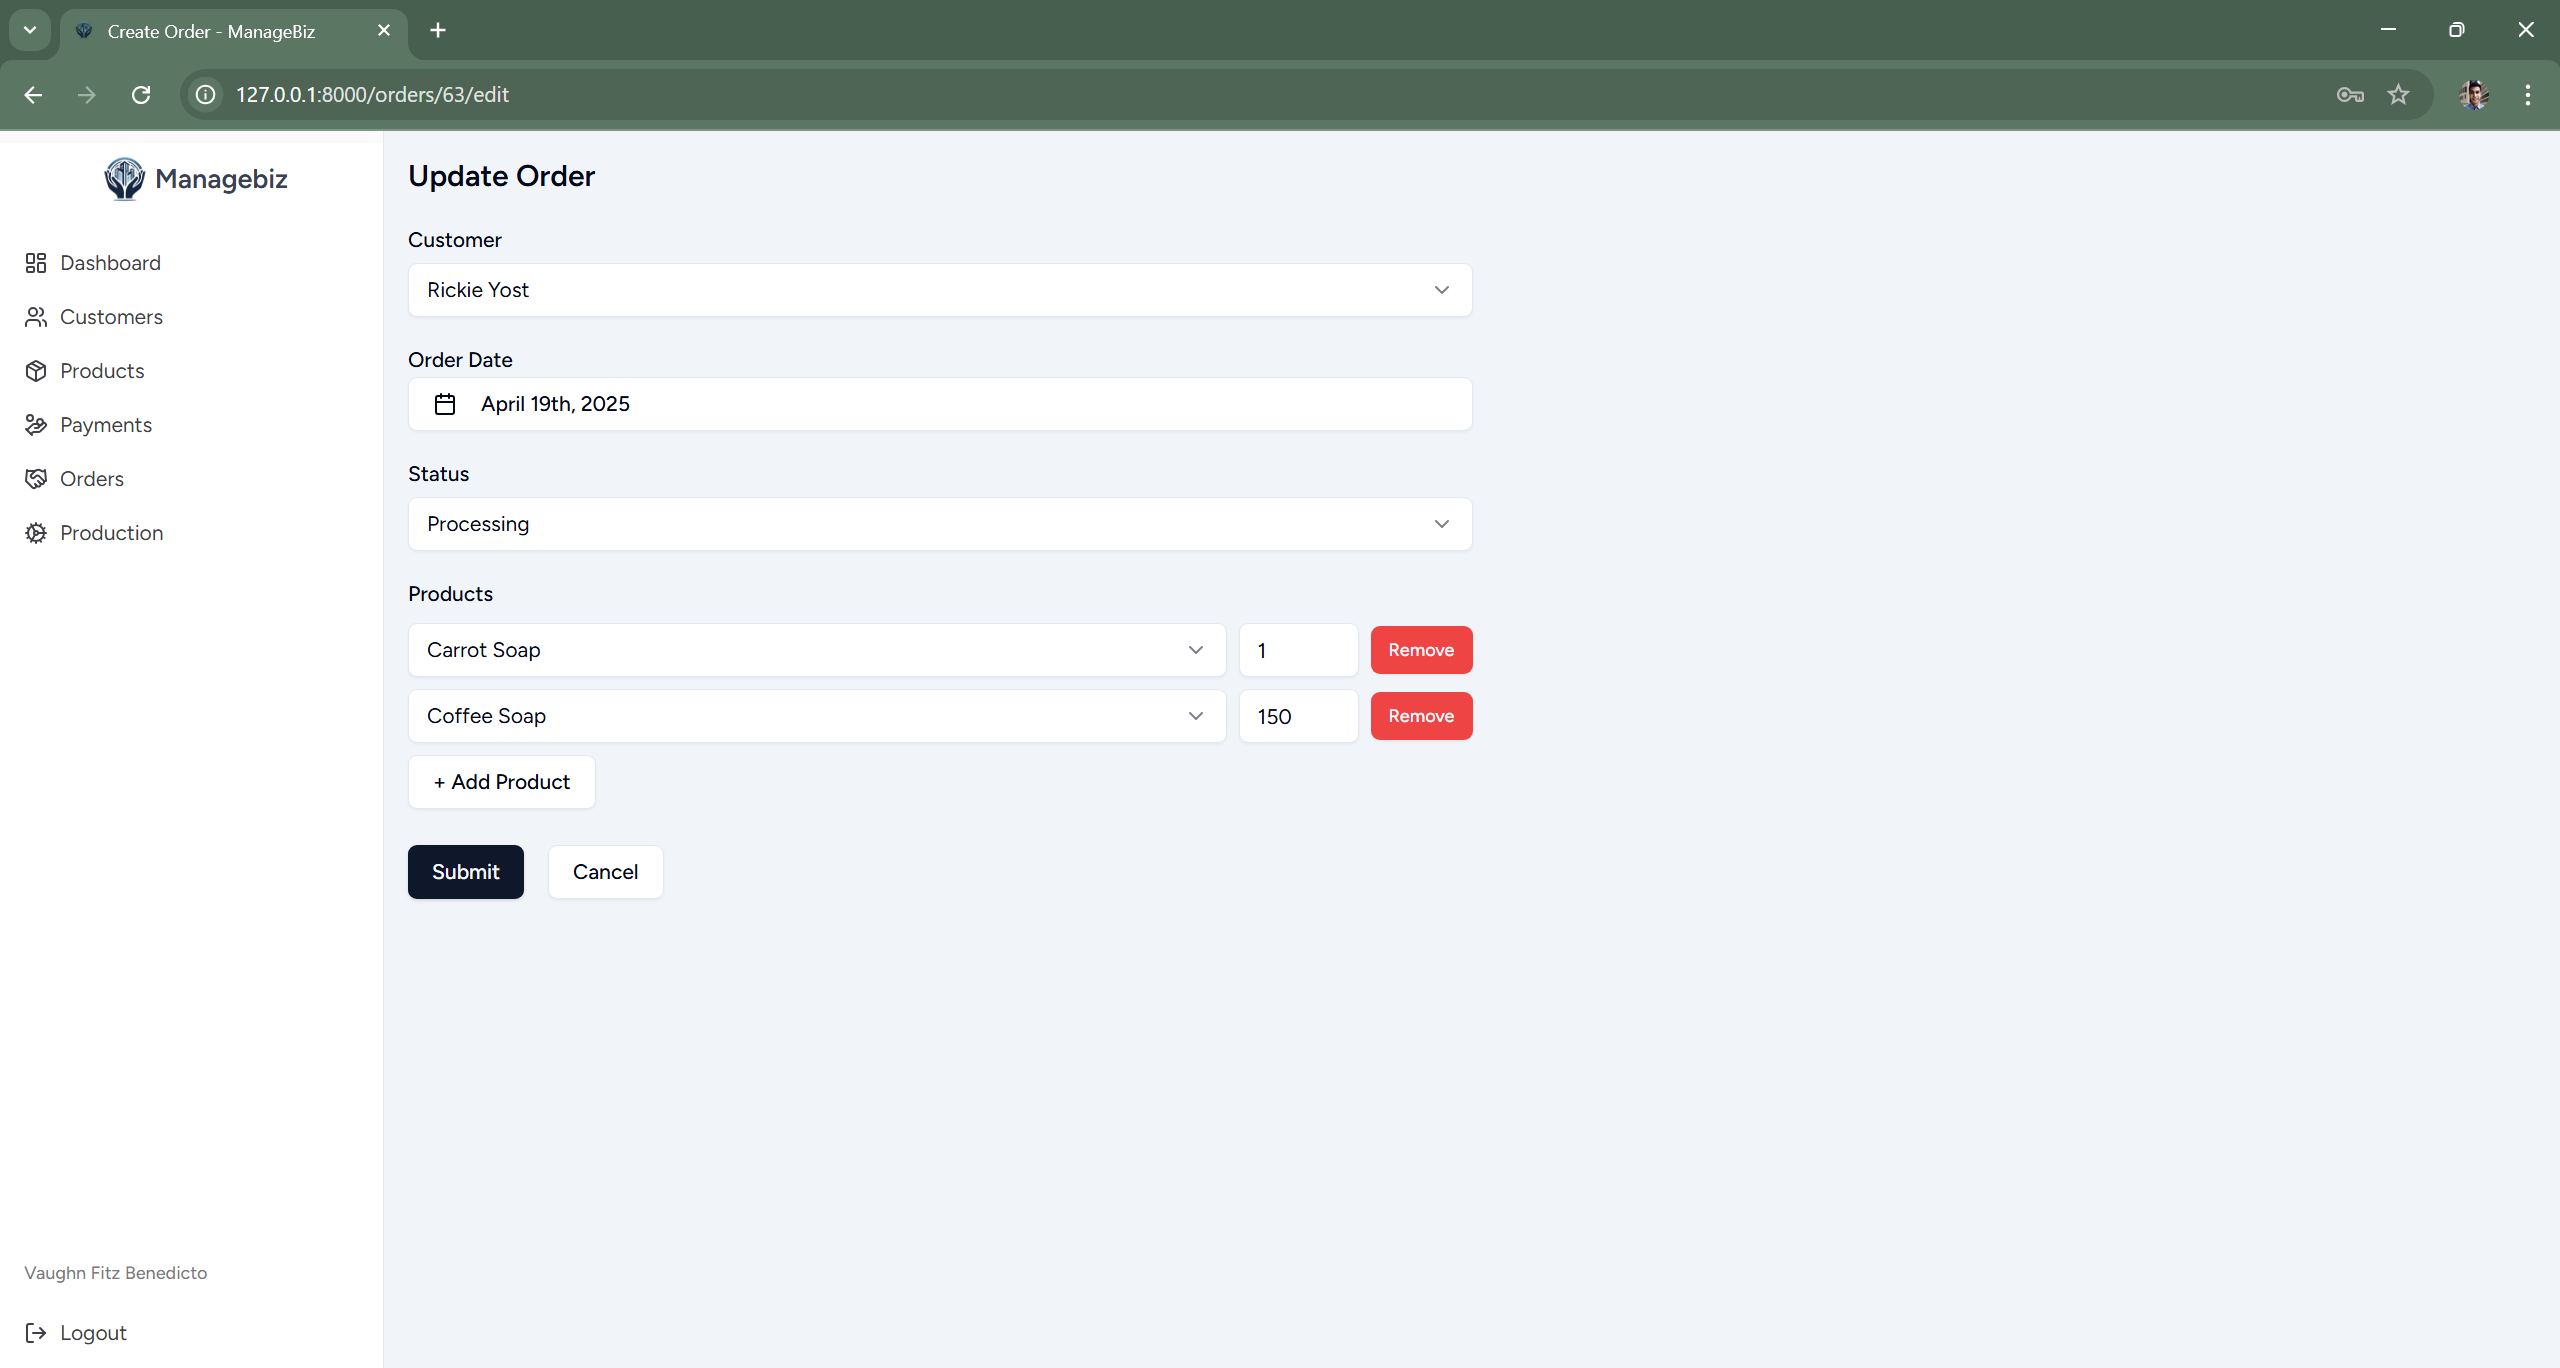 Create Order - ManageBiz
127.0.0.1:8000/orders/63/edit
Managebiz
Dashboard
Customers
Products
Payments
Orders
Production
Vaughn Fitz Benedicto
Logout
Update Order
Customer
Rickie Yost
Order Date
April 19th, 2025
Status
Processing
Products
Carrot Soap 1 Remove
Coffee Soap 150 Remove
+ Add Product
Submit Cancel